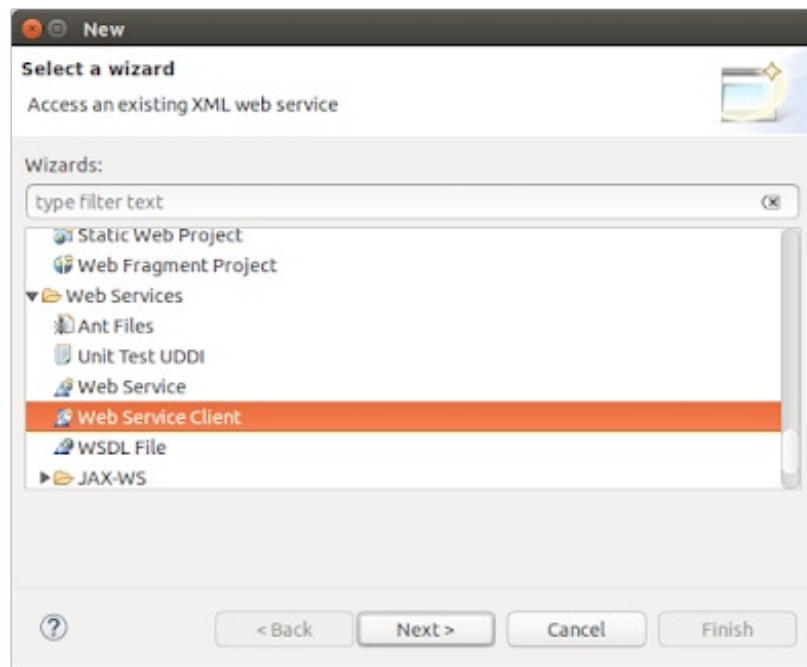 New
Select a wizard
Access an existing XML web service
Wizards:
type filter text
Static Web Project
Web Fragment Project
Web Services
Ant Files
Unit Test UDDI
Web Service
Web Service Client
WSDL File
JAX-WS
< Back Next > Cancel Finish